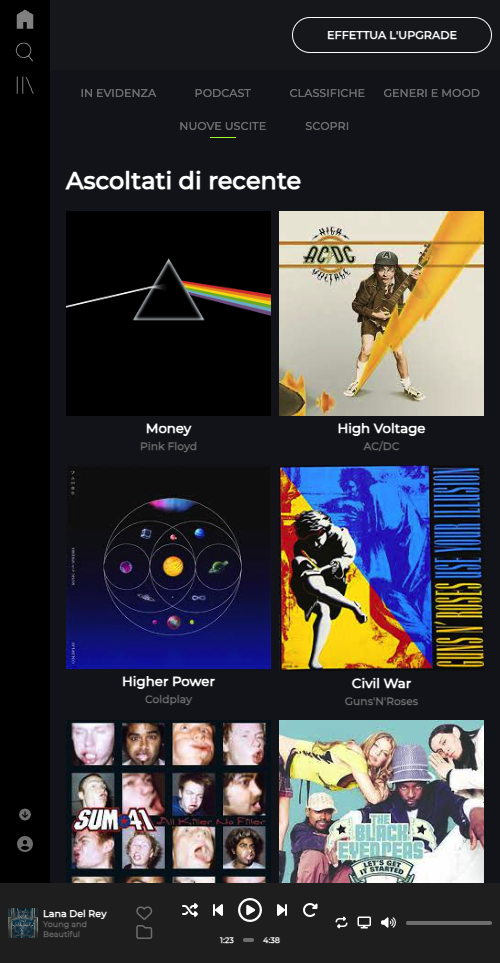 EFFETTUA L'UPGRADE
IN EVIDENZA PODCAST CLASSIFICHE GENERI E MOOD
NUOVE USCITE SCOPRI
Ascoltati di recente
HIGH
AC/DC
VOLTAGE
Money
Pink Floyd
High Voltage
AC/DC
GUNS N' ROSES USE YOUR ILLUSION
Higher Power
Coldplay
Civil War
Guns'N'Roses
SUM 41
All Killer No Filler
THE
BLACK
EYED PEAS
LET'S GET
IT STARTED
Lana Del Rey
Young and
Beautiful
1:23 4:38